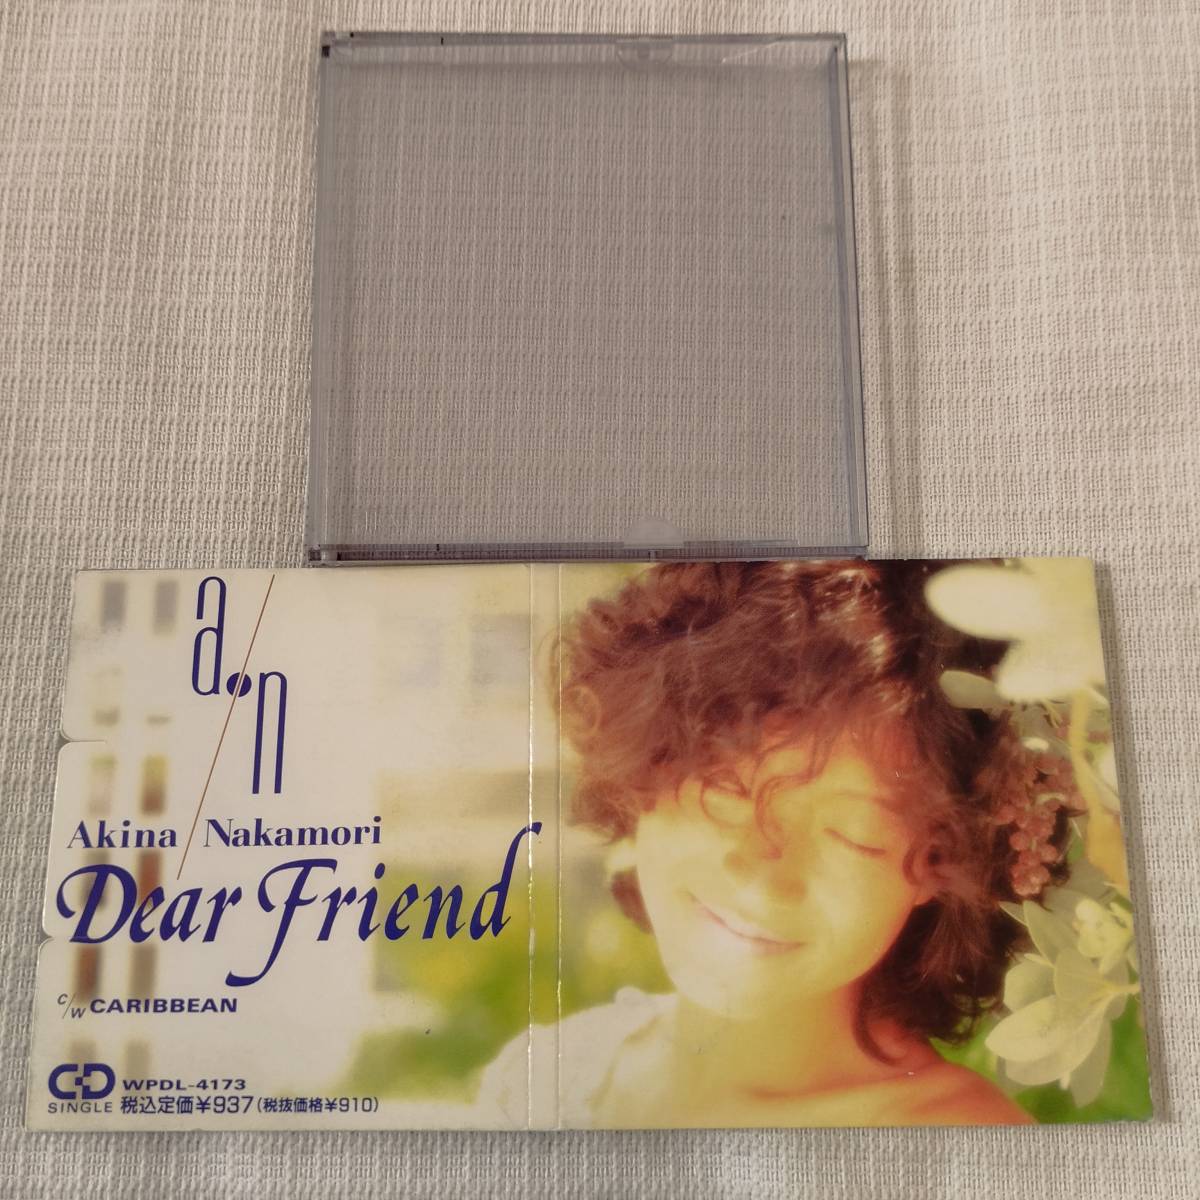 a•n
Akina Nakamori
Dear Friend
c/w CARIBBEAN
CD WPDL-4173
SINGLE 税込定価¥937(税抜価格¥910)